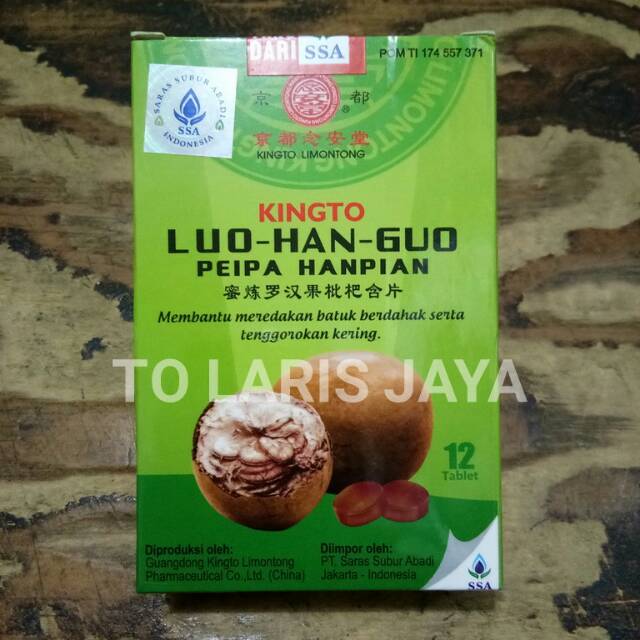 DARI SSA
POM TI 174 557 371
SARAS SUBUR ABADI
SSA
INDONESIA
京 都
®
京都念安堂
KINGTO LIMONTONG
KINGTO
LUO-HAN-GUO
PEIPA HANPIAN
蜜炼罗汉果枇杷含片
Membantu meredakan batuk berdahak serta
tenggorokan kering.
TO LARIS JAYA
12
Tablet
Diproduksi oleh:
Guangdong Kingto Limontong
Pharmaceutical Co.,Ltd. (China)
Diimpor oleh:
PT. Saras Subur Abadi
Jakarta - Indonesia
SSA